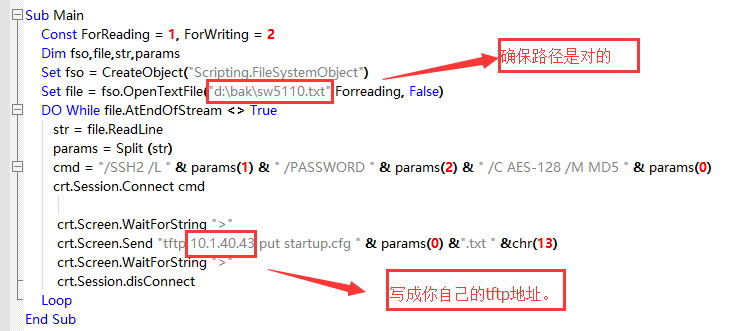 Sub Main
Const ForReading = 1, ForWriting = 2
Dim fso,file,str,params
Set fso = CreateObject("Scripting.FileSystemObject")
确保路径是对的
Set file = fso.OpenTextFile("d:\bak\sw5110.txt" Forreading, False)
DO While file.AtEndOfStream <> True
str = file.ReadLine
params = Split (str)
cmd = "/SSH2 /L " & params(1) & " /PASSWORD " & params(2) & " /C AES-128 /M MD5 " & params(0)
crt.Session.Connect cmd
crt.Screen.WaitForString ">"
crt.Screen.Send "tftp 10.1.40.43 put startup.cfg " & params(0) &".txt " &chr(13)
crt.Screen.WaitForString ">"
crt.Session.disConnect
写成你自己的tftp地址。
Loop
End Sub